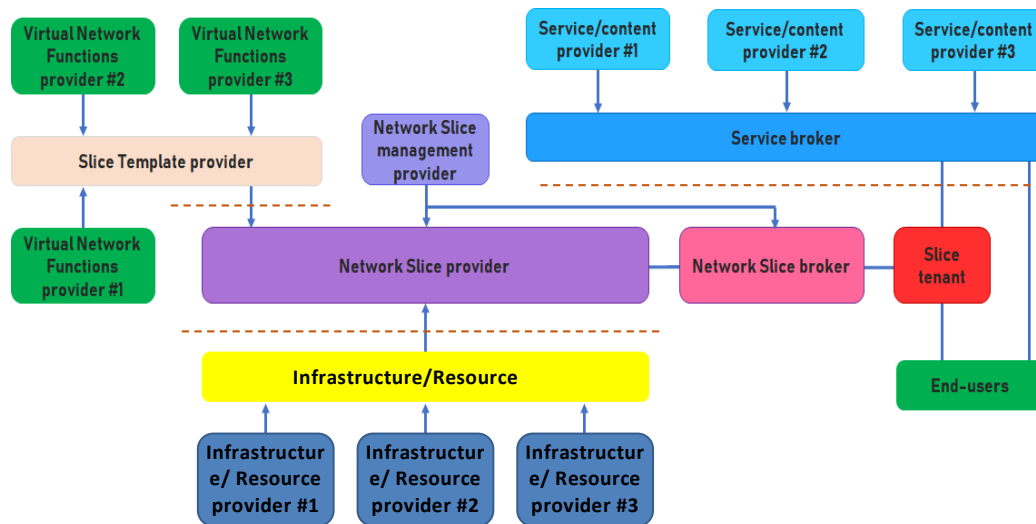 Virtual Network
Functions
provider #2
Virtual Network
Functions
provider #3
Service/content
provider #1
Service/content
provider #2
Service/content
provider #3
Network Slice
management
provider
Service broker
Slice Template provider
Virtual Network
Functions
provider #1
Network Slice provider
Network Slice broker
Slice
tenant
Infrastructure/Resource
End-users
Infrastructur
e/ Resource
provider #1
Infrastructur
e/ Resource
provider #2
Infrastructur
e/ Resource
provider #3